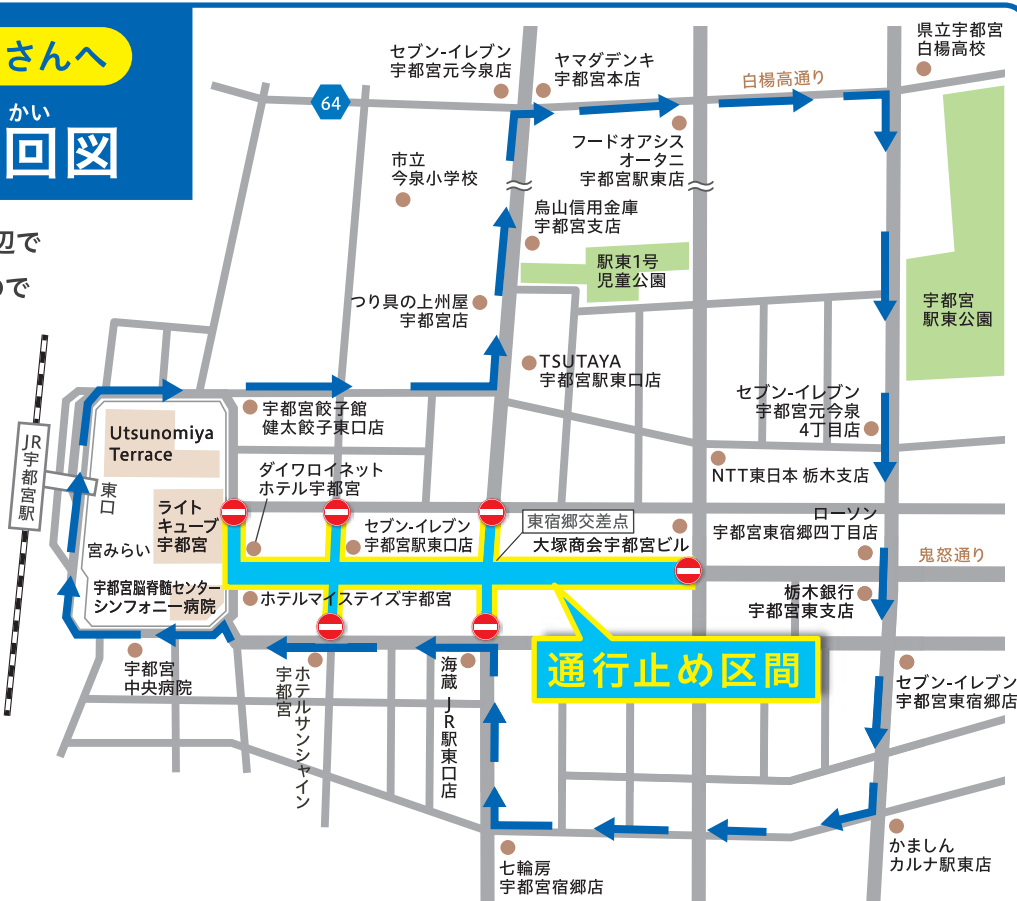 さんへ
かい
回図
辺で
ので
セブン-イレブン
宇都宮元今泉店
ヤマダデンキ
宇都宮本店
県立宇都宮
白楊高校
白楊高通り
64
フードオアシス
オータニ
宇都宮駅東店
市立
今泉小学校
烏山信用金庫
宇都宮支店
駅東1号
児童公園
宇都宮
駅東公園
つり具の上州屋
宇都宮店
TSUTAYA
宇都宮駅東口店
セブン-イレブン
宇都宮元今泉
4丁目店
宇都宮餃子館
健太餃子東口店
Utsunomiya
Terrace
JR宇都宮駅
東口
ダイワロイネット
ホテル宇都宮
NTT東日本 栃木支店
ライト
キューブ
宇都宮
セブン-イレブン
宇都宮駅東口店
東宿郷交差点
大塚商会宇都宮ビル
ローソン
宇都宮東宿郷四丁目店
鬼怒通り
宮みらい
宇都宮脳脊髄センター
シンフォニー病院
ホテルマイステイズ宇都宮
栃木銀行
宇都宮東支店
通行止め区間
宇都宮
中央病院
ホテルサンシャイン
宇都宮
海蔵 JR駅東口店
セブン-イレブン
宇都宮東宿郷店
かましん
カルナ駅東店
七輪房
宇都宮宿郷店